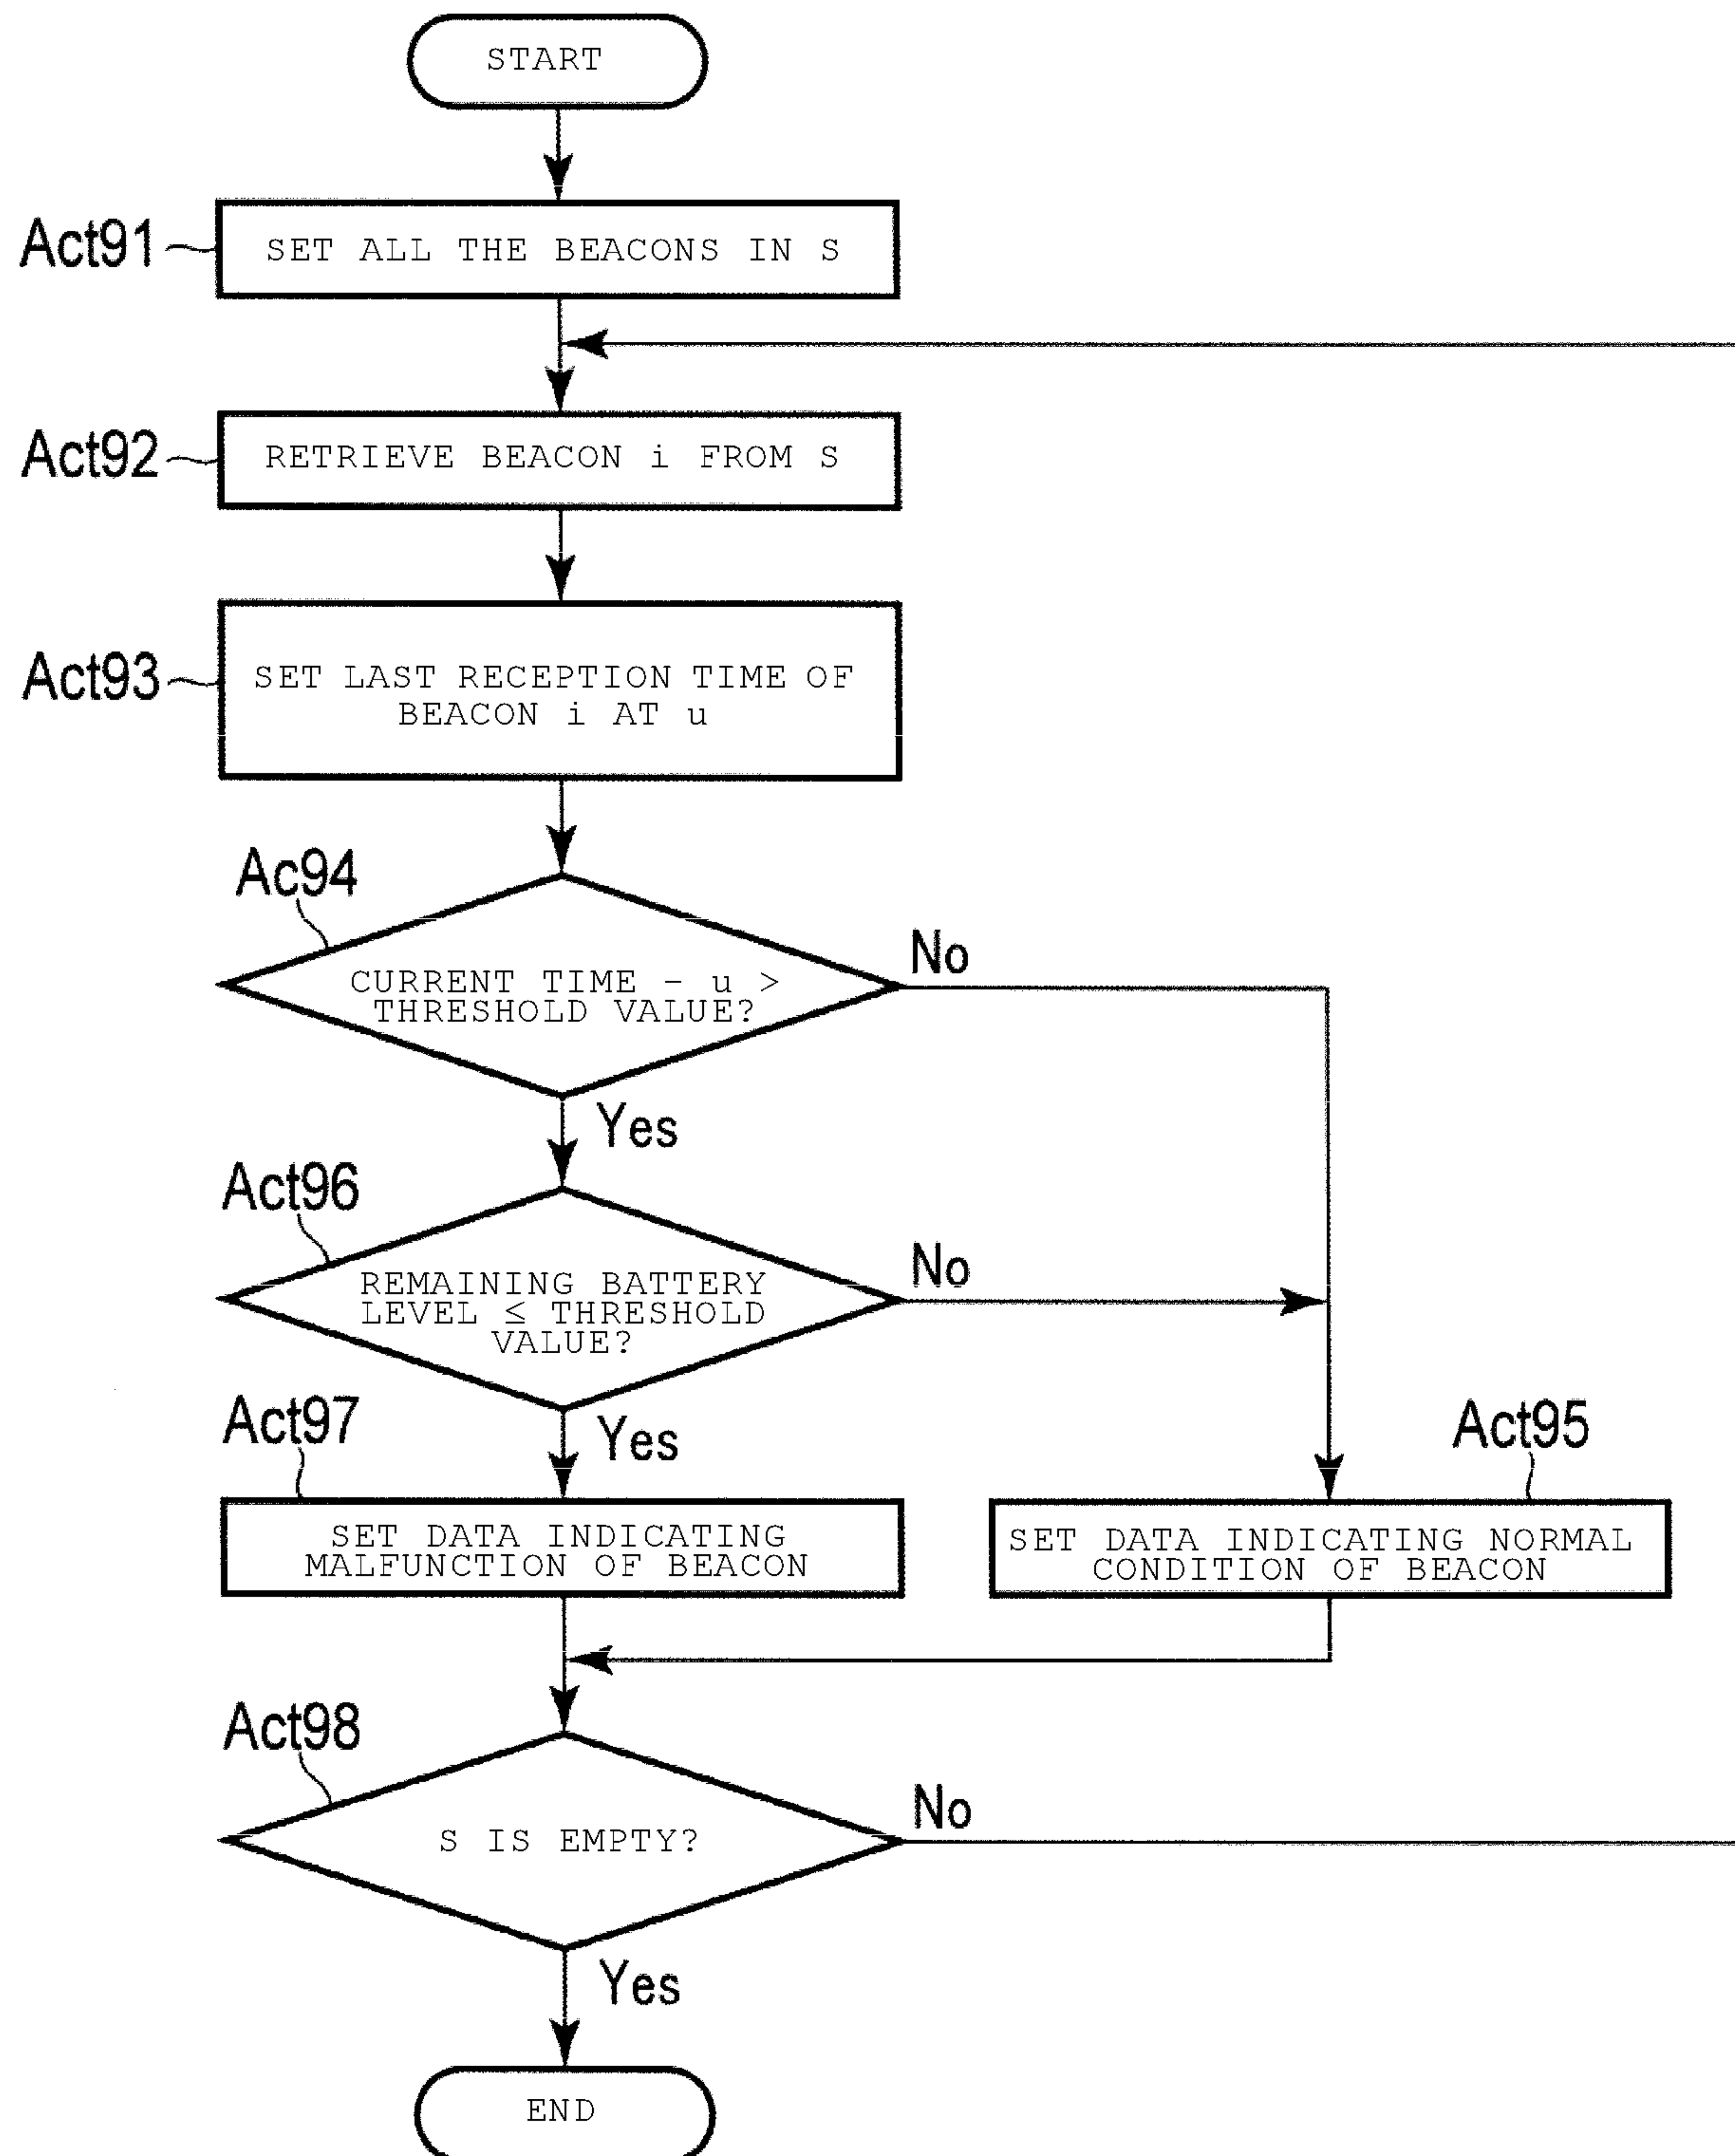 START
Act91
SET ALL THE BEACONS IN S
Act92
RETRIEVE BEACON i FROM S
Act93
SET LAST RECEPTION TIME OF
BEACON i AT u
Ac94
CURRENT TIME - u >
THRESHOLD VALUE?
No
Yes
Act96
REMAINING BATTERY
LEVEL ≤ THRESHOLD
VALUE?
No
Yes
Act97
SET DATA INDICATING
MALFUNCTION OF BEACON
Act95
SET DATA INDICATING NORMAL
CONDITION OF BEACON
Act98
S IS EMPTY?
No
Yes
END